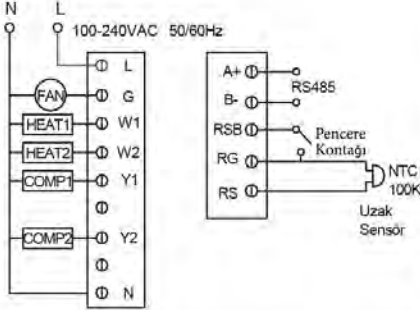 N L
100-240VAC 50/60Hz
L
FAN G
HEAT1 W1
HEAT2 W2
COMP1 Y1
COMP2 Y2
N
A+
B-
RS485
RSB
Pencere
Kontağı
RG
RS
NTC
100K
Uzak
Sensör